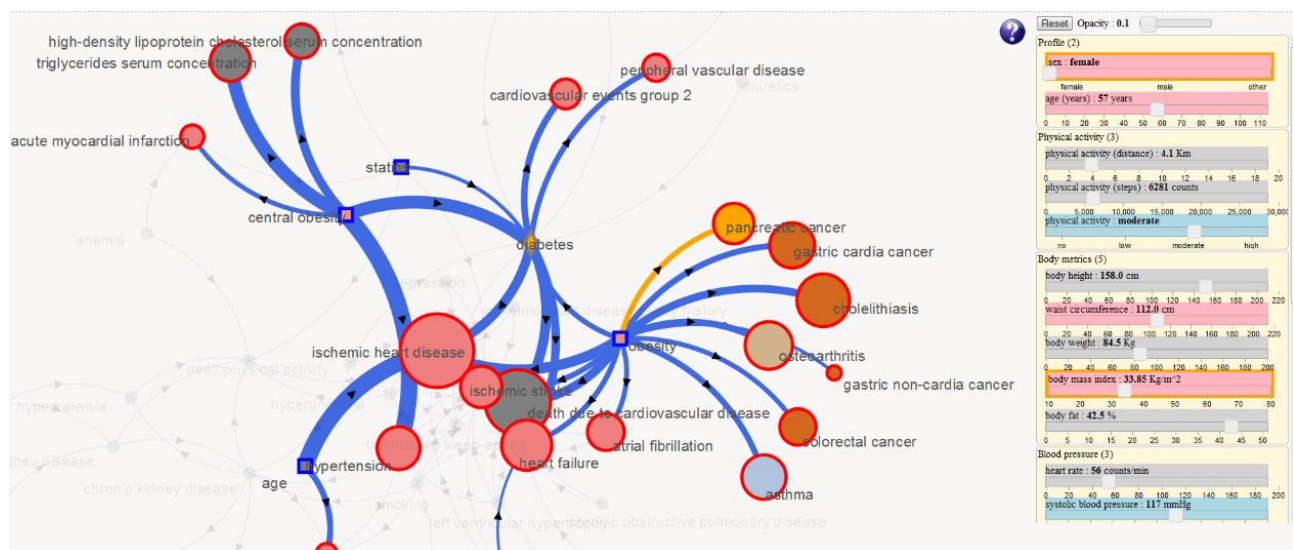 high-density lipoprotein cholesterol serum concentration
triglycerides serum concentration
peripheral vascular disease
cardiovascular events group 2
diuretics
acute myocardial infarction
statins
central obesity
anemia
diabetes
pancreatic cancer
gastric cardia cancer
depression
cholelithiasis
ischemic heart disease
obesity
osteoarthritis
physical activity
gastric non-cardia cancer
ischemic stroke
death due to cardiovascular disease
colorectal cancer
atrial fibrillation
hypertension
heart failure
age
chronic kidney disease
asthma
smoking
left ventricular hypertrophy
chronic obstructive pulmonary disease
?
Reset Opacity : 0.1
Profile (2)
sex : female
female male other
age (years) : 57 years
0 10 20 30 40 50 60 70 80 90 100 110
Physical activity (3)
physical activity (distance) : 4.1 Km
0 2 4 6 8 10 12 14 16 18 20
physical activity (steps) : 6281 counts
0 5,000 10,000 15,000 20,000 25,000 30,000
physical activity : moderate
no low moderate high
Body metrics (5)
body height : 158.0 cm
0 20 40 60 80 100 120 140 160 180 200 220
waist circumference : 112.0 cm
0 20 40 60 80 100 120 140 160 180 200 220
body weight : 84.5 Kg
0 20 40 60 80 100 120 140 160 180 200
body mass index : 33.85 Kg/m^2
10 20 30 40 50 60 70 80
body fat : 42.5 %
0 5 10 15 20 25 30 35 40 45 50
Blood pressure (3)
heart rate : 56 counts/min
0 20 40 60 80 100 120 140 160 180 200
systolic blood pressure : 117 mmHg